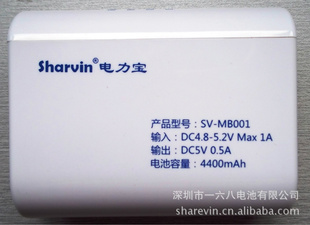 Sharvin® 电力宝
产品型号：SV-MB001
输入：DC4.8-5.2V Max 1A
输出：DC5V 0.5A
电池容量：4400mAh
深圳市一六八电池有限公司
sharevin.cn.1688.com